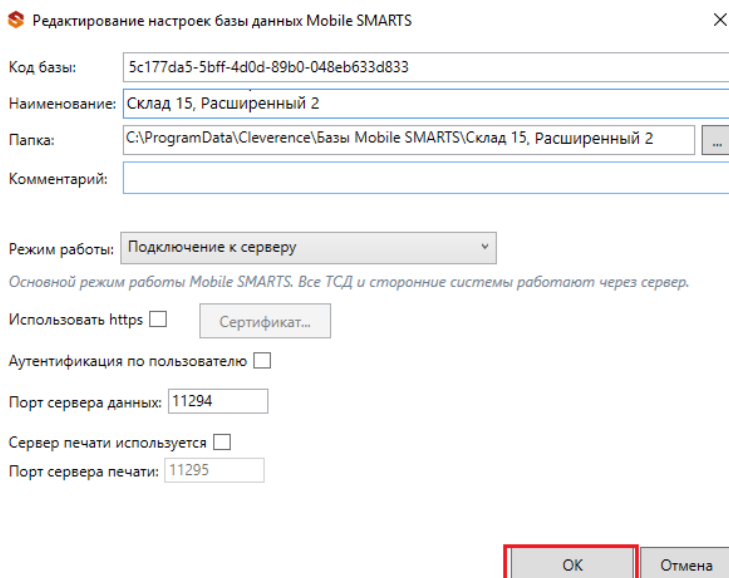 Редактирование настроек базы данных Mobile SMARTS
Код базы: 5c177da5-5bff-4d0d-89b0-048eb633d833
Наименование: Склад 15, Расширенный 2
Папка: C:\ProgramData\Cleverence\Базы Mobile SMARTS\Склад 15, Расширенный 2 ...
Комментарий:
Режим работы: Подключение к серверу
Основной режим работы Mobile SMARTS. Все ТСД и сторонние системы работают через сервер.
Использовать https Сертификат...
Аутентификация по пользователю
Порт сервера данных: 11294
Сервер печати используется
Порт сервера печати: 11295
ОК Отмена